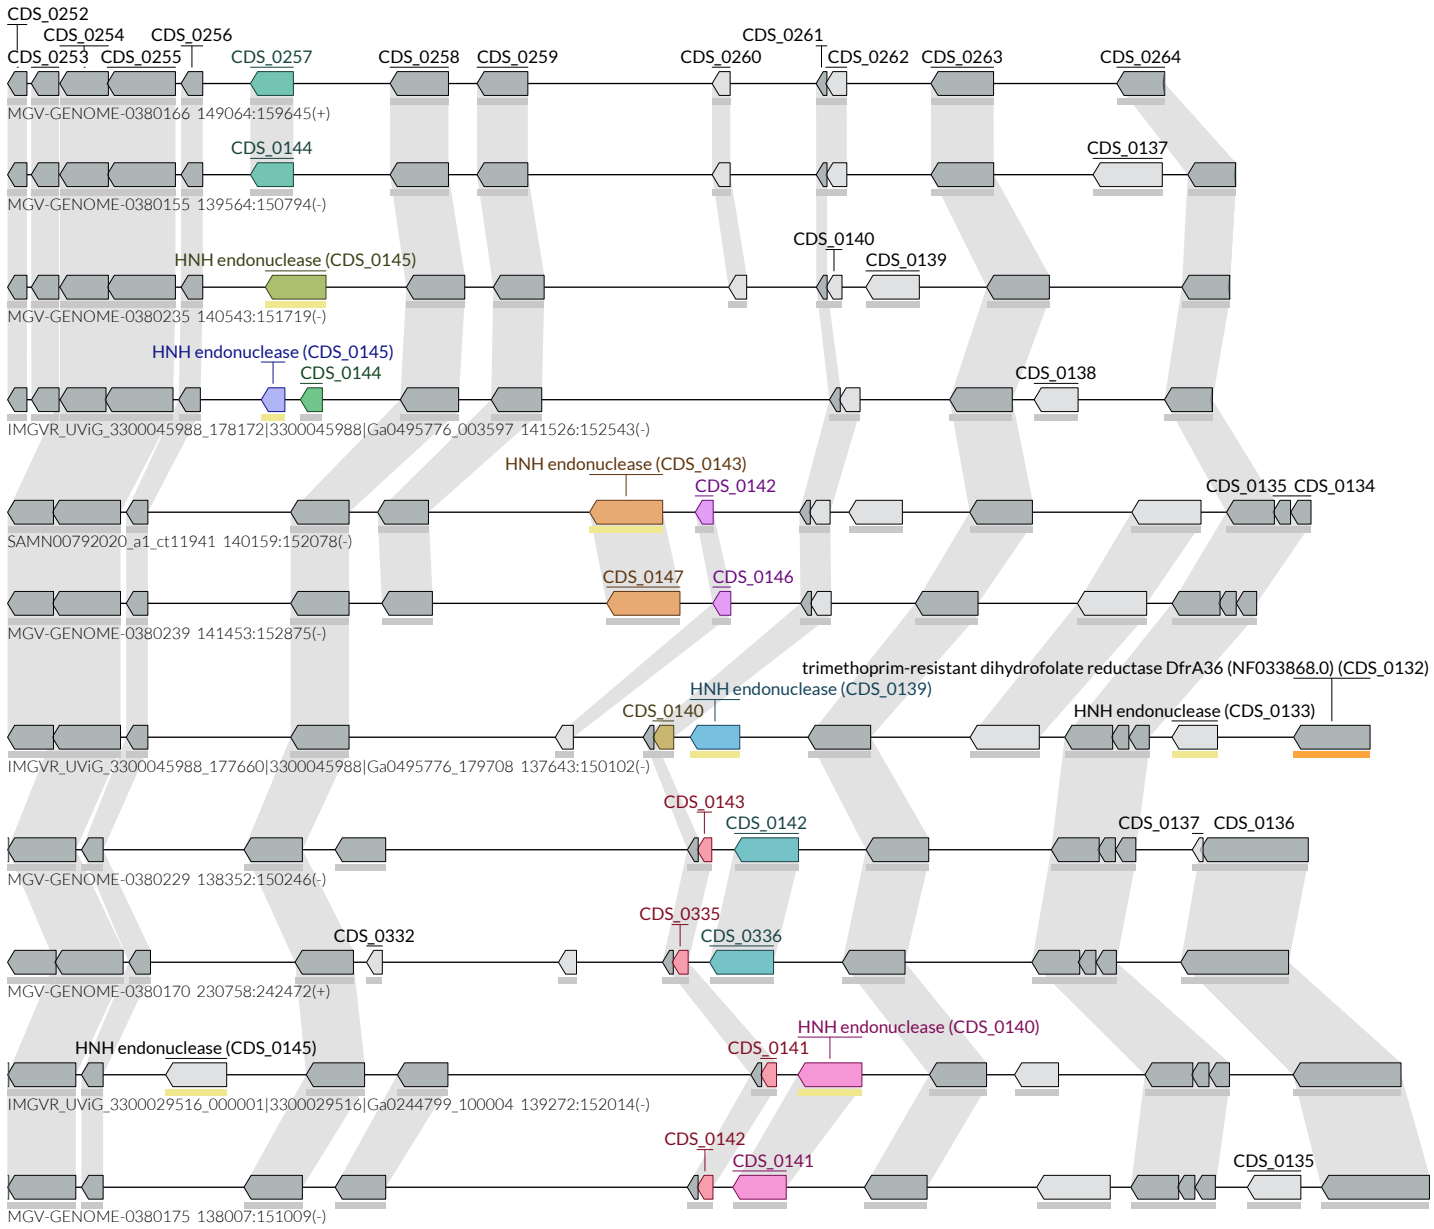 CDS_0252
CDS_0254 CDS_0256 CDS_0261
CDS_0253 CDS_0255 CDS_0257 CDS_0258 CDS_0259 CDS_0260 CDS_0262 CDS_0263 CDS_0264
MGV-GENOME-0380166 149064:159645(+)
CDS_0144 CDS_0137
MGV-GENOME-0380155 139564:150794(-)
CDS_0140
HNH endonuclease (CDS_0145) CDS_0139
MGV-GENOME-0380235 140543:151719(-)
HNH endonuclease (CDS_0145)
CDS_0144 CDS_0138
IMGVR_UViG_3300045988_178172|3300045988|Ga0495776_003597 141526:152543(-)
HNH endonuclease (CDS_0143)
CDS_0142 CDS_0135 CDS_0134
SAMN00792020_a1_ct11941 140159:152078(-)
CDS_0147 CDS_0146
MGV-GENOME-0380239 141453:152875(-)
trimethoprim-resistant dihydrofolate reductase DfrA36 (NF033868.0) (CDS_0132)
HNH endonuclease (CDS_0139)
CDS_0140 HNH endonuclease (CDS_0133)
IMGVR_UViG_3300045988_177660|3300045988|Ga0495776_179708 137643:150102(-)
CDS_0143
CDS_0142 CDS_0137 CDS_0136
MGV-GENOME-0380229 138352:150246(-)
CDS_0335
CDS_0332 CDS_0336
MGV-GENOME-0380170 230758:242472(+)
HNH endonuclease (CDS_0140)
HNH endonuclease (CDS_0145) CDS_0141
IMGVR_UViG_3300029516_000001|3300029516|Ga0244799_100004 139272:152014(-)
CDS_0142
CDS_0141 CDS_0135
MGV-GENOME-0380175 138007:151009(-)